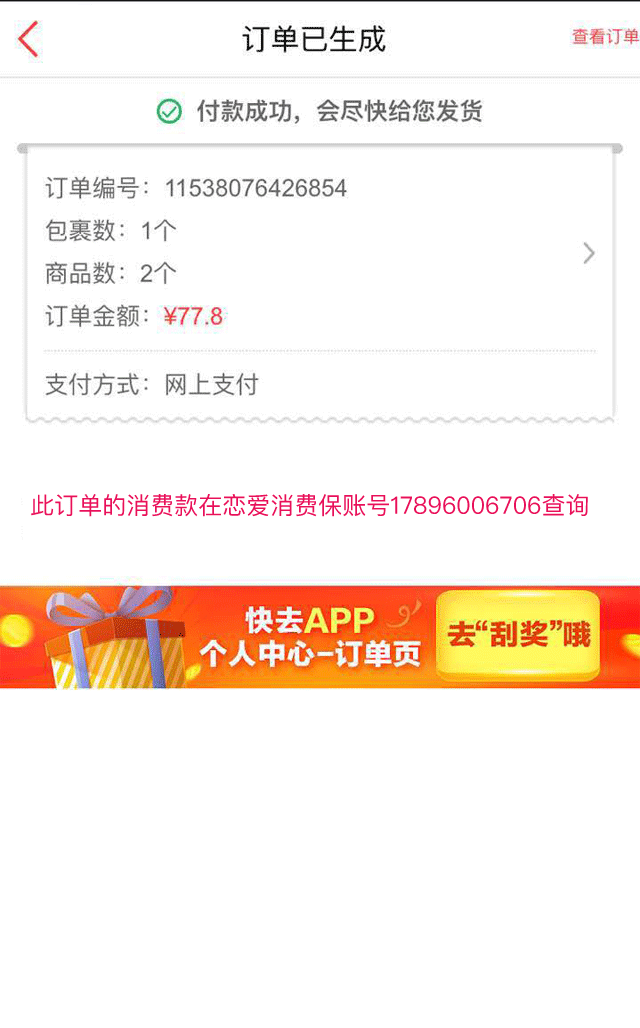 订单已生成
查看订单
付款成功，会尽快给您发货
订单编号：11538076426854
包裹数：1个
商品数：2个
订单金额：¥77.8
支付方式：网上支付
此订单的消费款在恋爱消费保账号17896006706查询
快去APP
个人中心-订单页
去“刮奖”哦